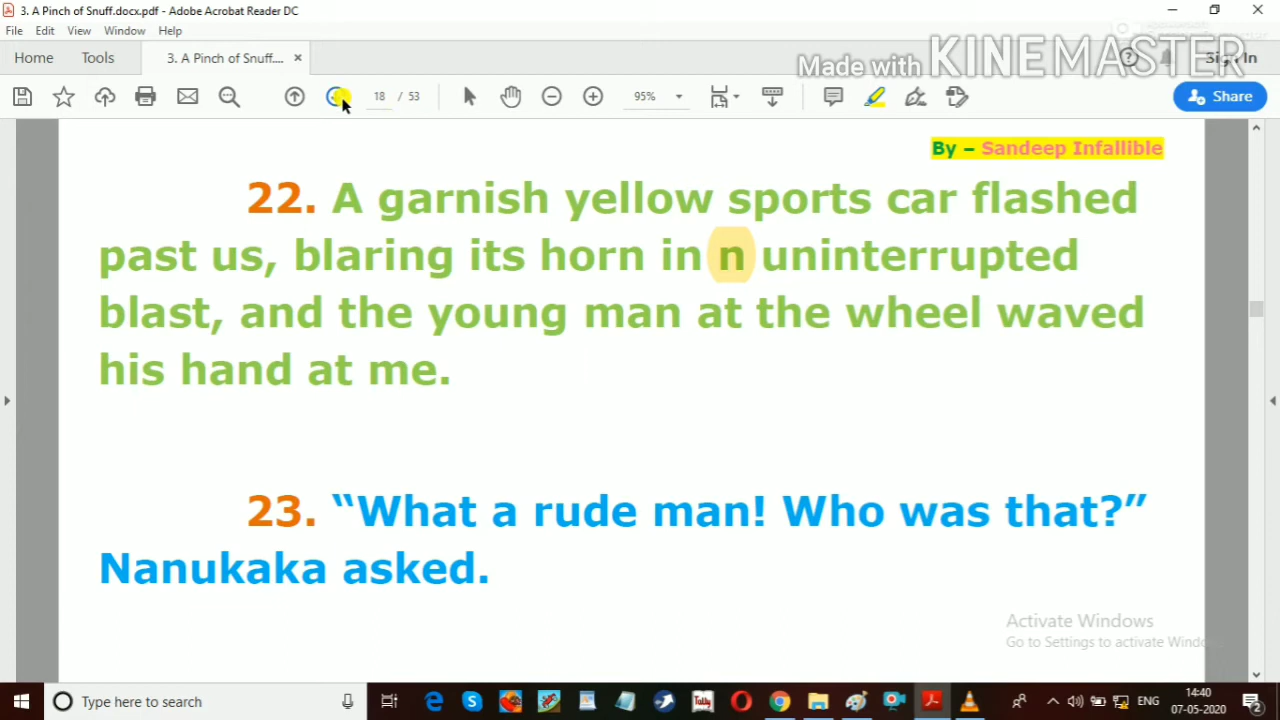 3. A Pinch of Snuff.docx.pdf - Adobe Acrobat Reader DC
File Edit View Window Help
Made with KINEMASTER
Home Tools 3. A Pinch of Snuff.... × Sign In
18 / 53 95% Share
By – Sandeep Infallible
22. A garnish yellow sports car flashed
past us, blaring its horn in n uninterrupted
blast, and the young man at the wheel waved
his hand at me.
23. “What a rude man! Who was that?”
Nanukaka asked.
Activate Windows
Go to Settings to activate Windows
Type here to search Tally ENG 14:40
07-05-2020
2